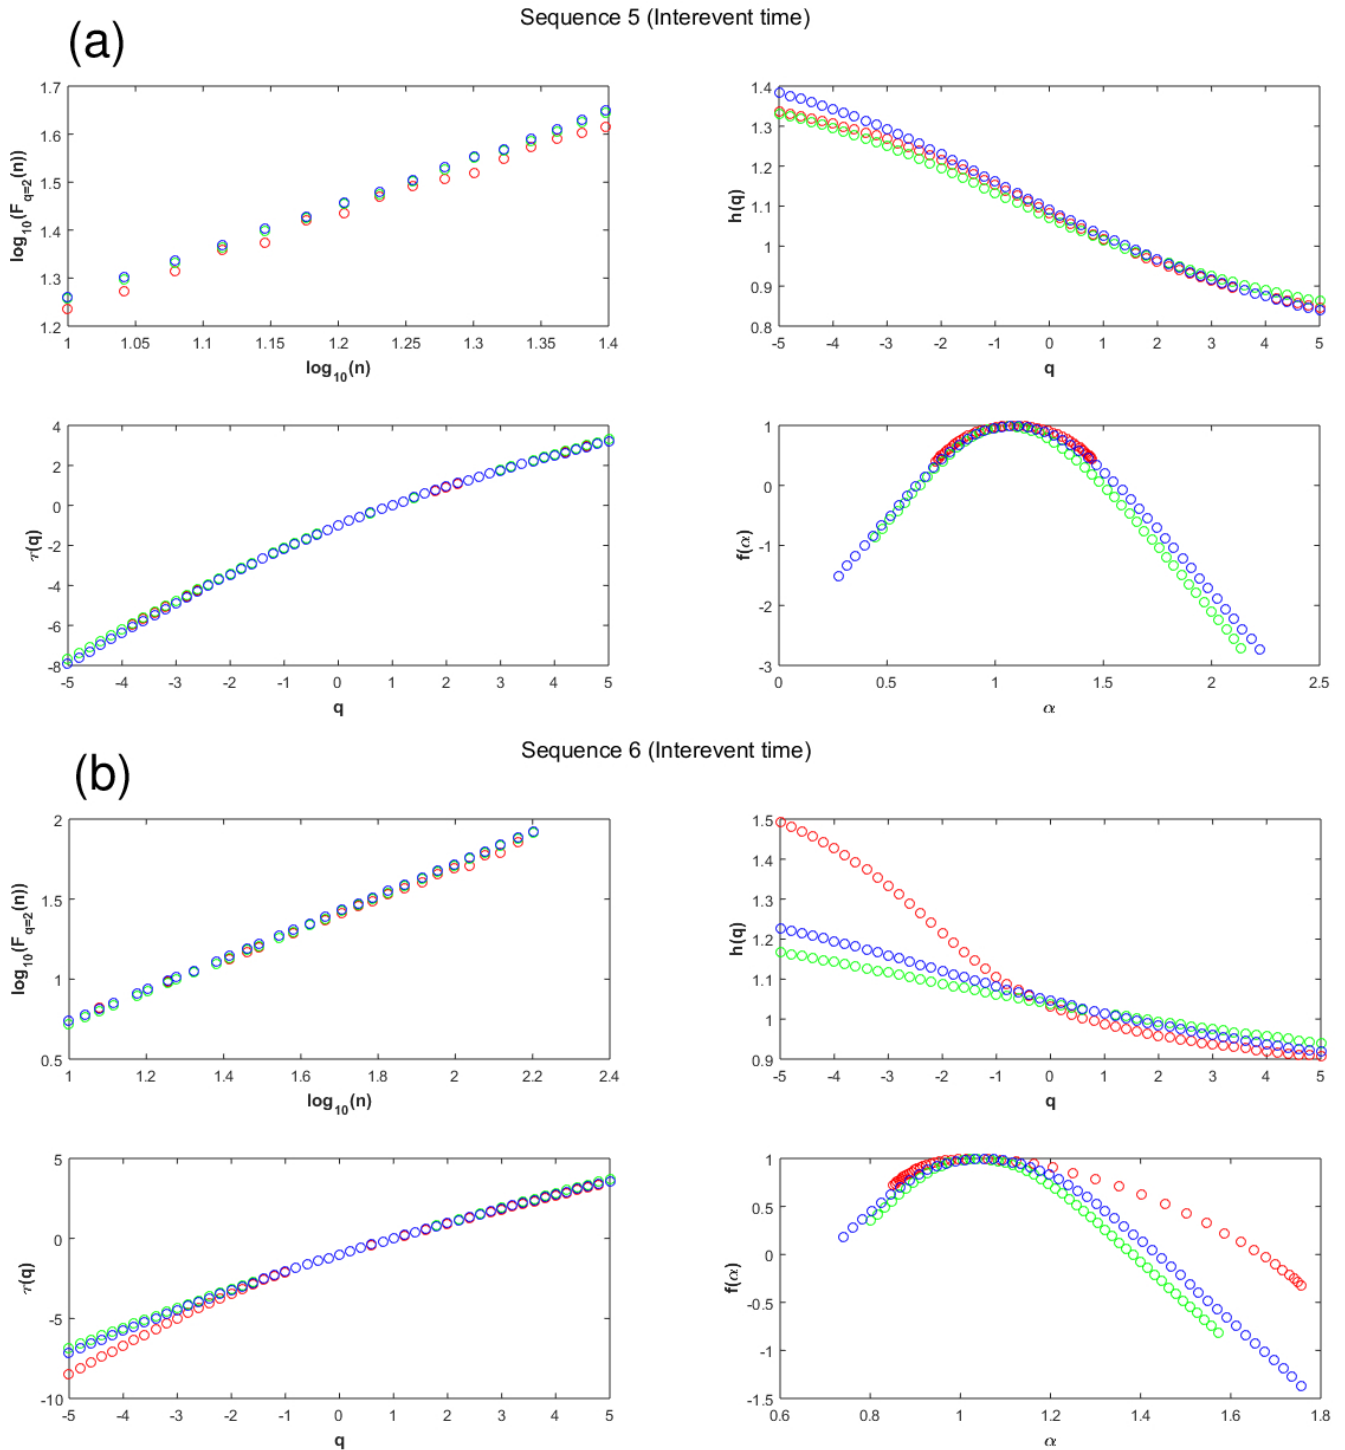 Sequence 5 (Interevent time)
(a)
log10(Fq=2(n))
1.7
1.6
1.5
1.4
1.3
1.2
1 1.05 1.1 1.15 1.2 1.25 1.3 1.35 1.4
log10(n)
h(q)
1.4
1.3
1.2
1.1
1
0.9
0.8
-5 -4 -3 -2 -1 0 1 2 3 4 5
q
τ(q)
4
2
0
-2
-4
-6
-8
-5 -4 -3 -2 -1 0 1 2 3 4 5
q
f(α)
1
0
-1
-2
-3
0 0.5 1 1.5 2 2.5
α
Sequence 6 (Interevent time)
(b)
log10(Fq=2(n))
2
1.5
1
0.5
1 1.2 1.4 1.6 1.8 2 2.2 2.4
log10(n)
h(q)
1.5
1.4
1.3
1.2
1.1
1
0.9
-5 -4 -3 -2 -1 0 1 2 3 4 5
q
τ(q)
5
0
-5
-10
-5 -4 -3 -2 -1 0 1 2 3 4 5
q
f(α)
1
0.5
0
-0.5
-1
-1.5
0.6 0.8 1 1.2 1.4 1.6 1.8
α